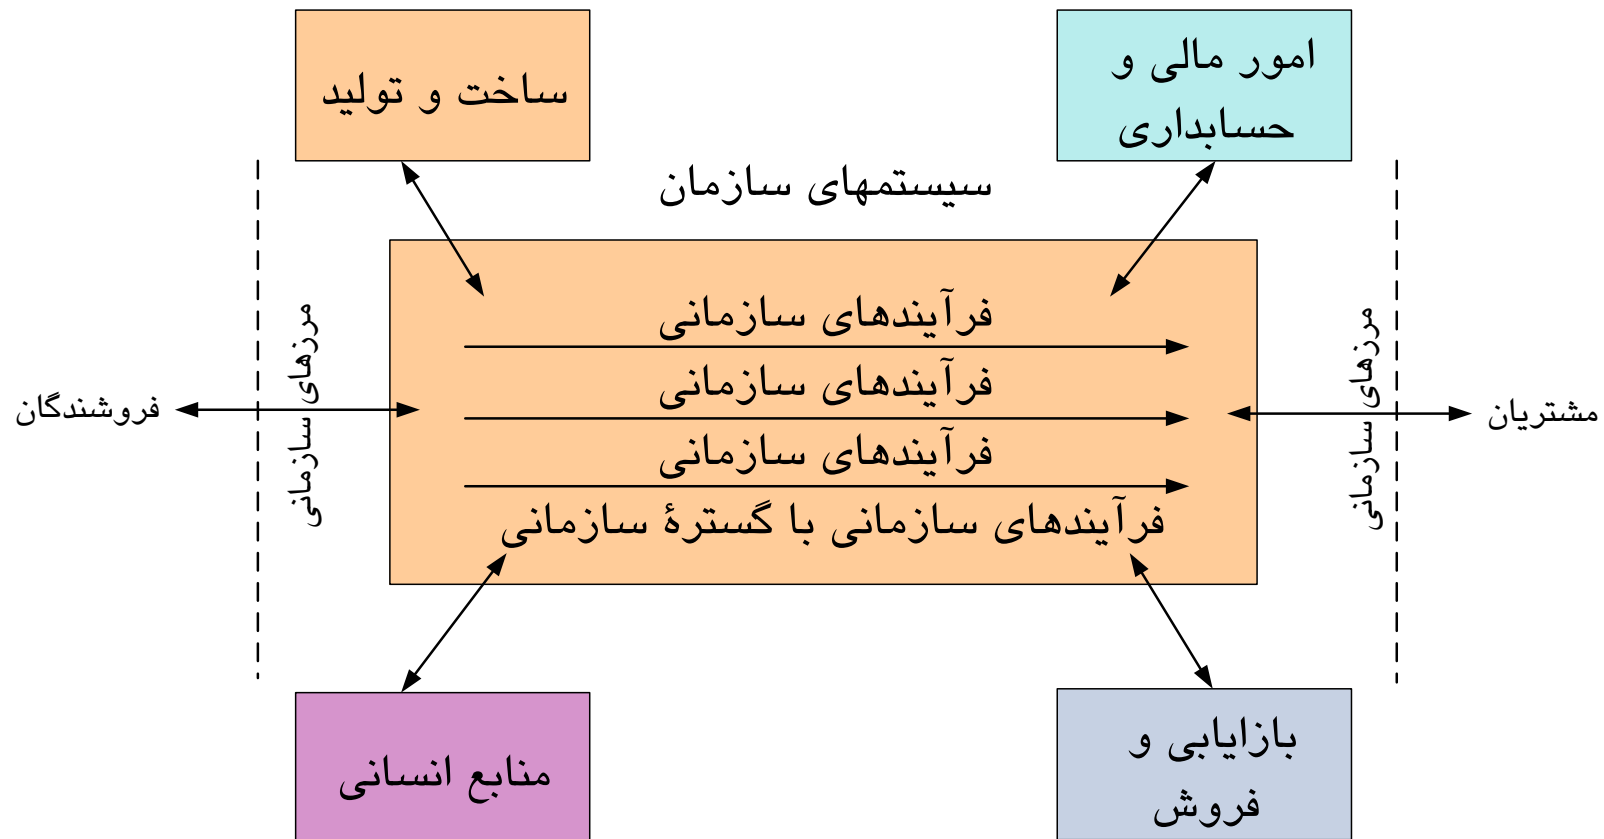 امور مالی و
حسابداری
ساخت و تولید
سیستمهای سازمان
فرآیندهای سازمانی
فرآیندهای سازمانی
فرآیندهای سازمانی
فرآیندهای سازمانی با گسترهٔ سازمانی
مرزهای سازمانی
مشتریان
مرزهای سازمانی
فروشندگان
بازایابی و
فروش
منابع انسانی